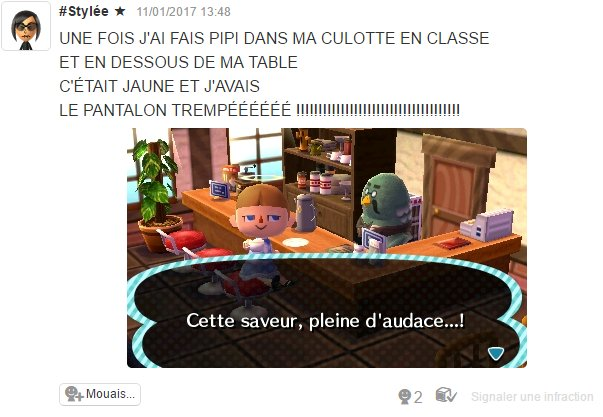 #Stylée ★ 11/01/2017 13:48
UNE FOIS J'AI FAIS PIPI DANS MA CULOTTE EN CLASSE
ET EN DESSOUS DE MA TABLE
C'ÉTAIT JAUNE ET J'AVAIS
LE PANTALON TREMPÉÉÉÉÉÉ !!!!!!!!!!!!!!!!!!!!!!!!!!!!!!!!!!!!!
Cette saveur, pleine d'audace...!
Mouais... 2 Signaler une infraction